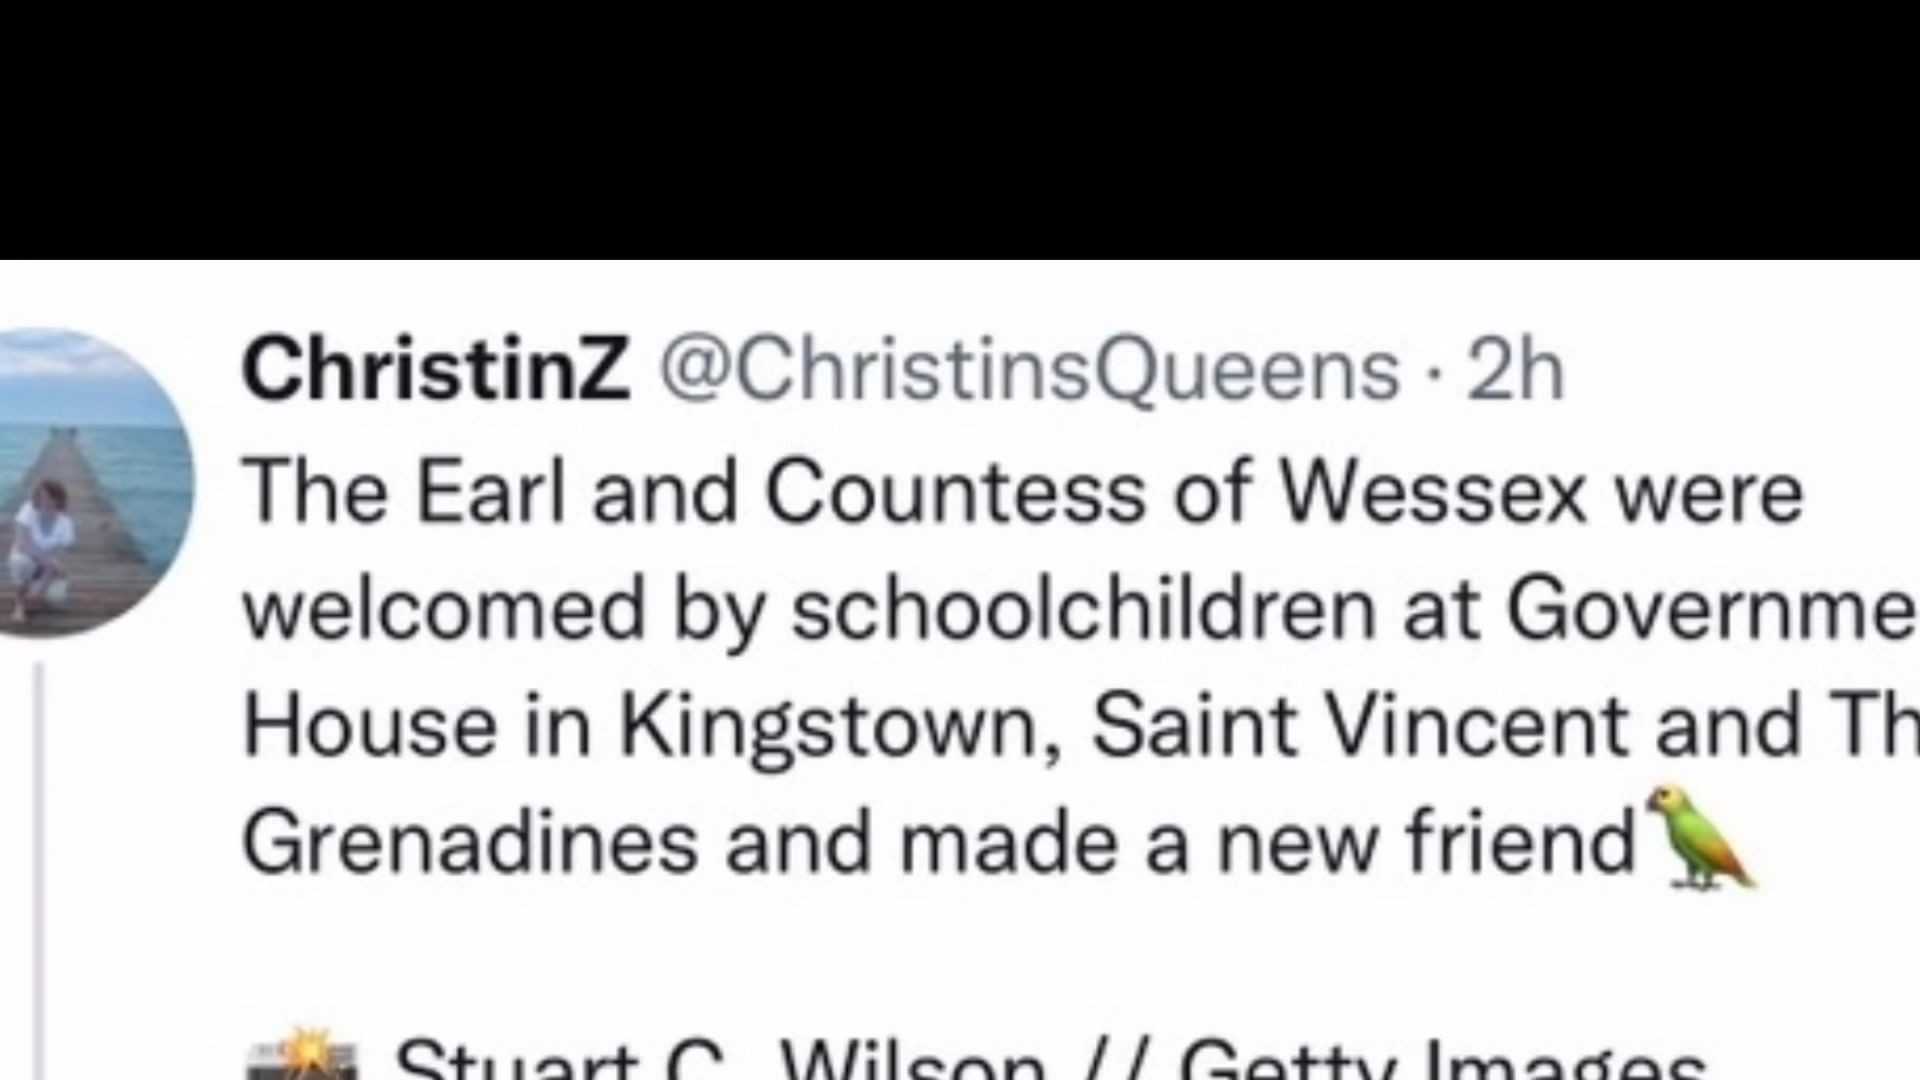 ChristinZ @ChristinsQueens · 2h
The Earl and Countess of Wessex were
welcomed by schoolchildren at Governme
House in Kingstown, Saint Vincent and Th
Grenadines and made a new friend🦜
📸 Stuart C. Wilson // Getty Images